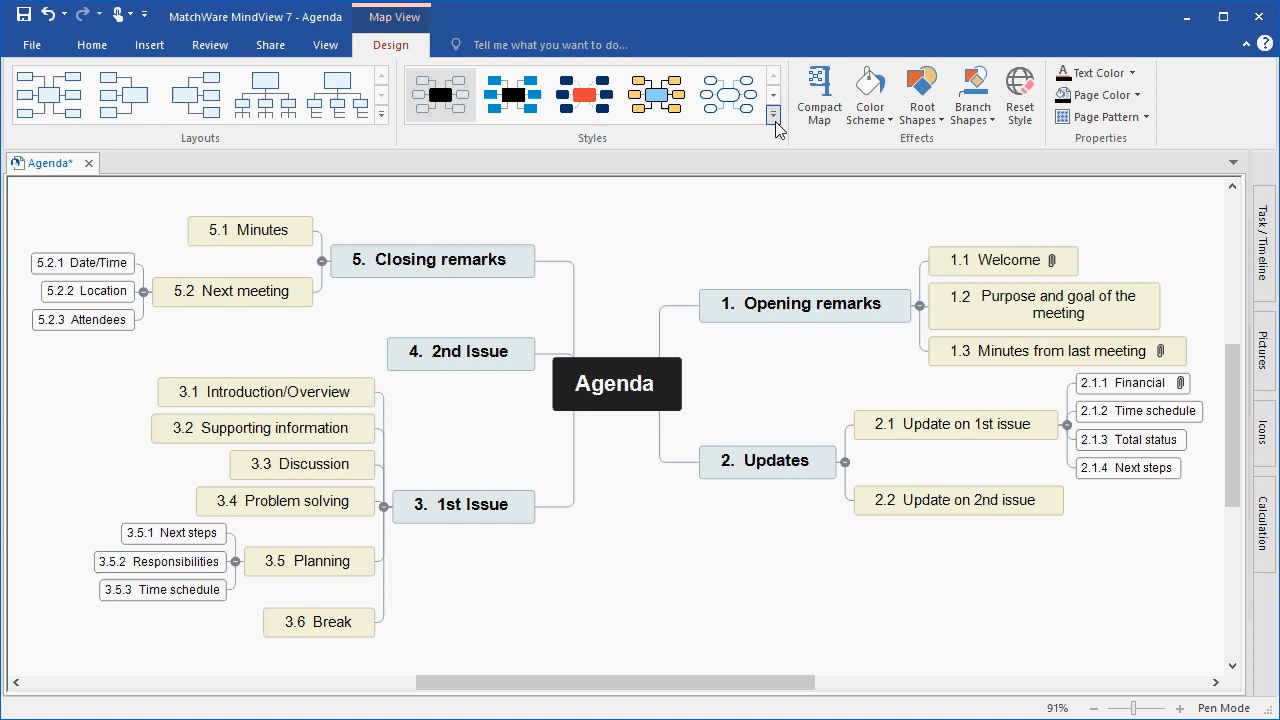 MatchWare MindView 7 - Agenda
Map View
File
Home
Insert
Review
Share
View
Design
Tell me what you want to do...
Layouts
Styles
Compact
Map
Color
Scheme
Root
Shapes
Branch
Shapes
Reset
Style
Effects
Text Color
Page Color
Page Pattern
Properties
Agenda*
5.1 Minutes
5. Closing remarks
5.2.1 Date/Time
5.2.2 Location
5.2.3 Attendees
5.2 Next meeting
4. 2nd Issue
3.1 Introduction/Overview
3.2 Supporting information
3.3 Discussion
3.4 Problem solving
3. 1st Issue
3.5.1 Next steps
3.5.2 Responsibilities
3.5.3 Time schedule
3.5 Planning
3.6 Break
Agenda
1. Opening remarks
1.1 Welcome
1.2 Purpose and goal of the
meeting
1.3 Minutes from last meeting
2. Updates
2.1 Update on 1st issue
2.1.1 Financial
2.1.2 Time schedule
2.1.3 Total status
2.1.4 Next steps
2.2 Update on 2nd issue
Task / Timeline
Pictures
Icons
Calculation
91%
Pen Mode